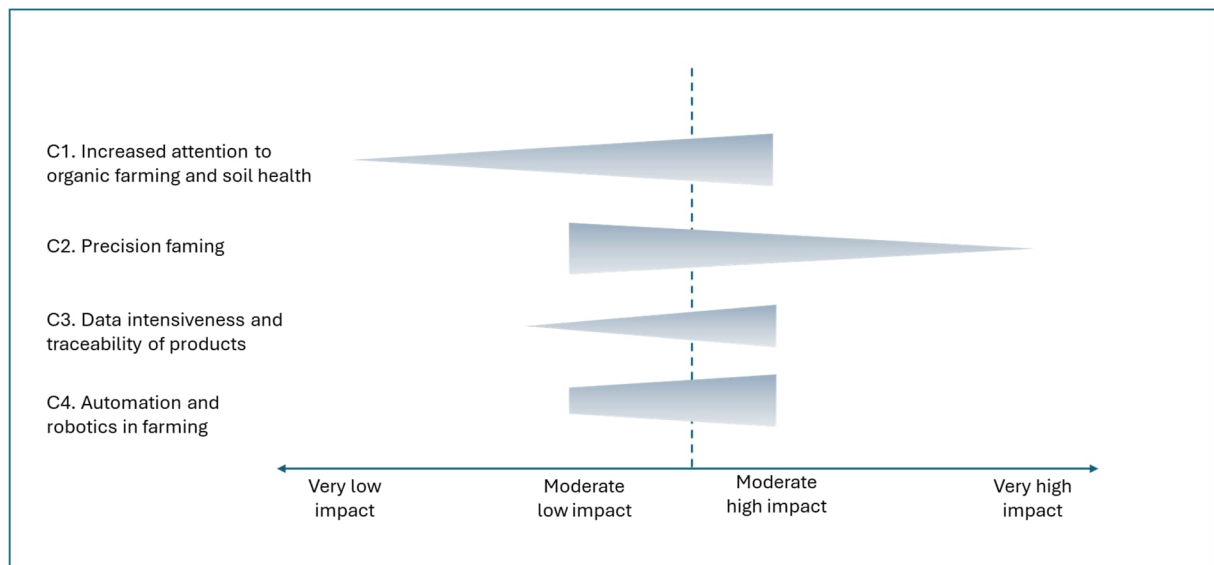 C1. Increased attention to
organic farming and soil health
C2. Precision faming
C3. Data intensiveness and
traceability of products
C4. Automation and
robotics in farming
Very low
impact
Moderate
low impact
Moderate
high impact
Very high
impact